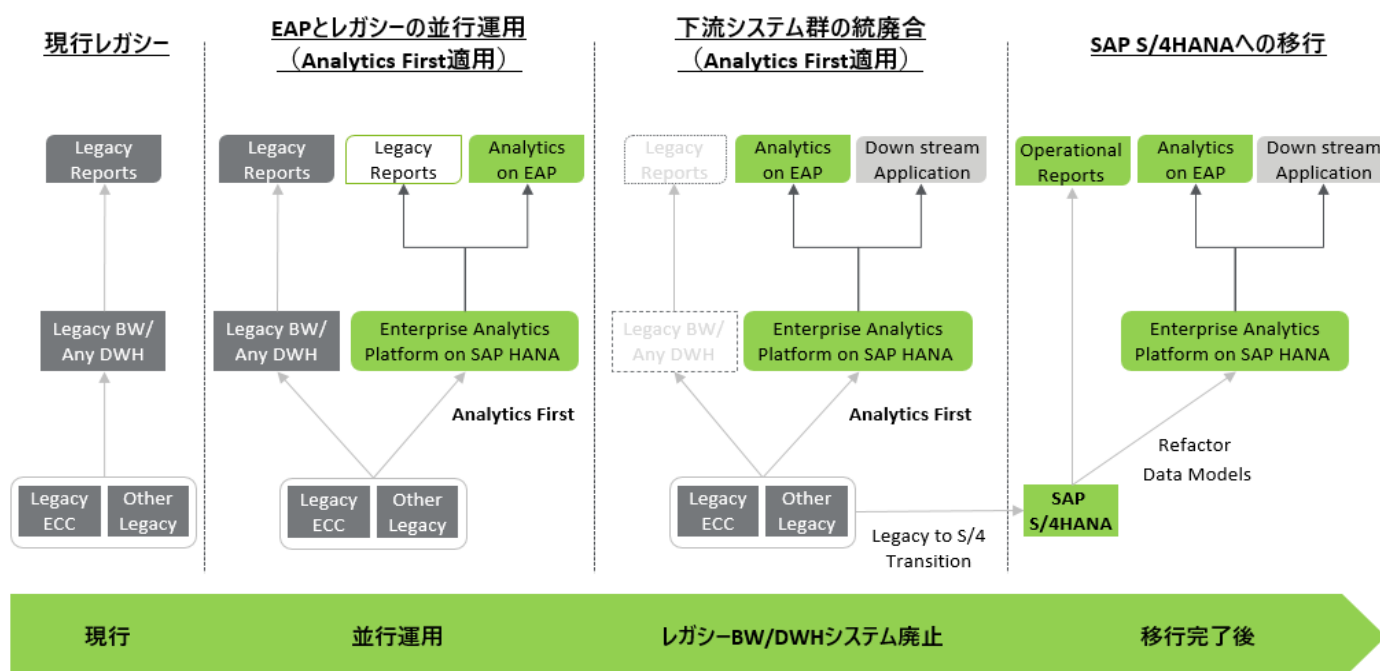 現行レガシー
Legacy
Reports
Legacy BW/
Any DWH
Legacy
ECC
Other
Legacy
EAPとレガシーの並行運用
（Analytics First適用）
Legacy
Reports
Legacy
Reports
Analytics
on EAP
Legacy BW/
Any DWH
Enterprise Analytics
Platform on SAP HANA
Analytics First
Legacy
ECC
Other
Legacy
下流システム群の統廃合
（Analytics First適用）
Legacy
Reports
Analytics
on EAP
Down stream
Application
Legacy BW/
Any DWH
Enterprise Analytics
Platform on SAP HANA
Analytics First
Legacy
ECC
Other
Legacy
Legacy to S/4
Transition
SAP S/4HANAへの移行
Operational
Reports
Analytics
on EAP
Down stream
Application
Enterprise Analytics
Platform on SAP HANA
Refactor
Data Models
SAP
S/4HANA
現行
並行運用
レガシーBW/DWHシステム廃止
移行完了後